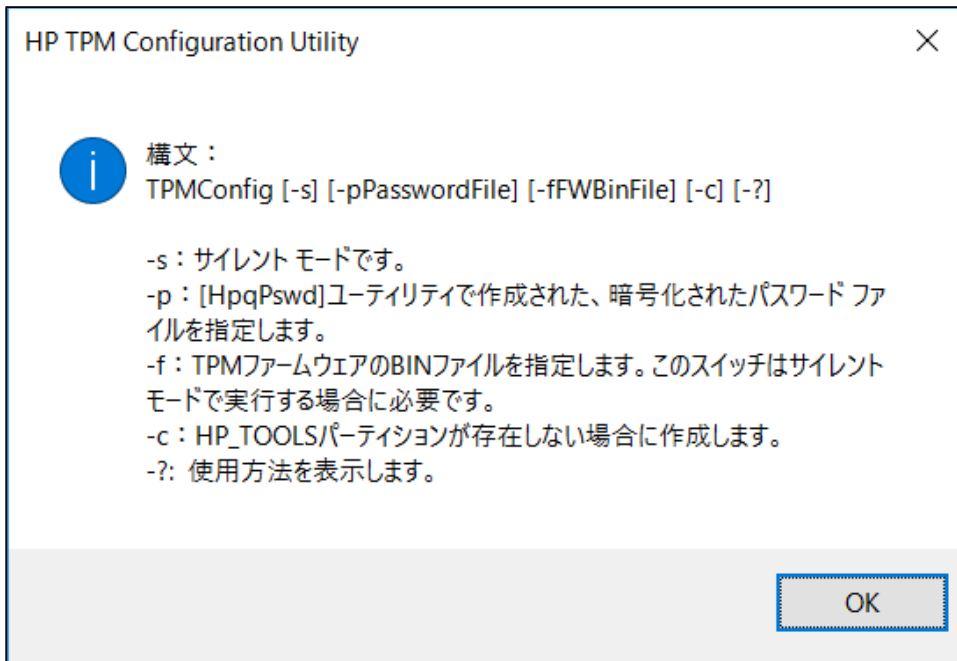 HP TPM Configuration Utility
構文：
TPMConfig [-s] [-pPasswordFile] [-fFWBinFile] [-c] [-?]
-s：サイレント モードです。
-p：[HpqPswd]ユーティリティで作成された、暗号化されたパスワード ファ
イルを指定します。
-f：TPMファームウェアのBINファイルを指定します。このスイッチはサイレント
モードで実行する場合に必要です。
-c：HP_TOOLSパーティションが存在しない場合に作成します。
-?: 使用方法を表示します。
OK